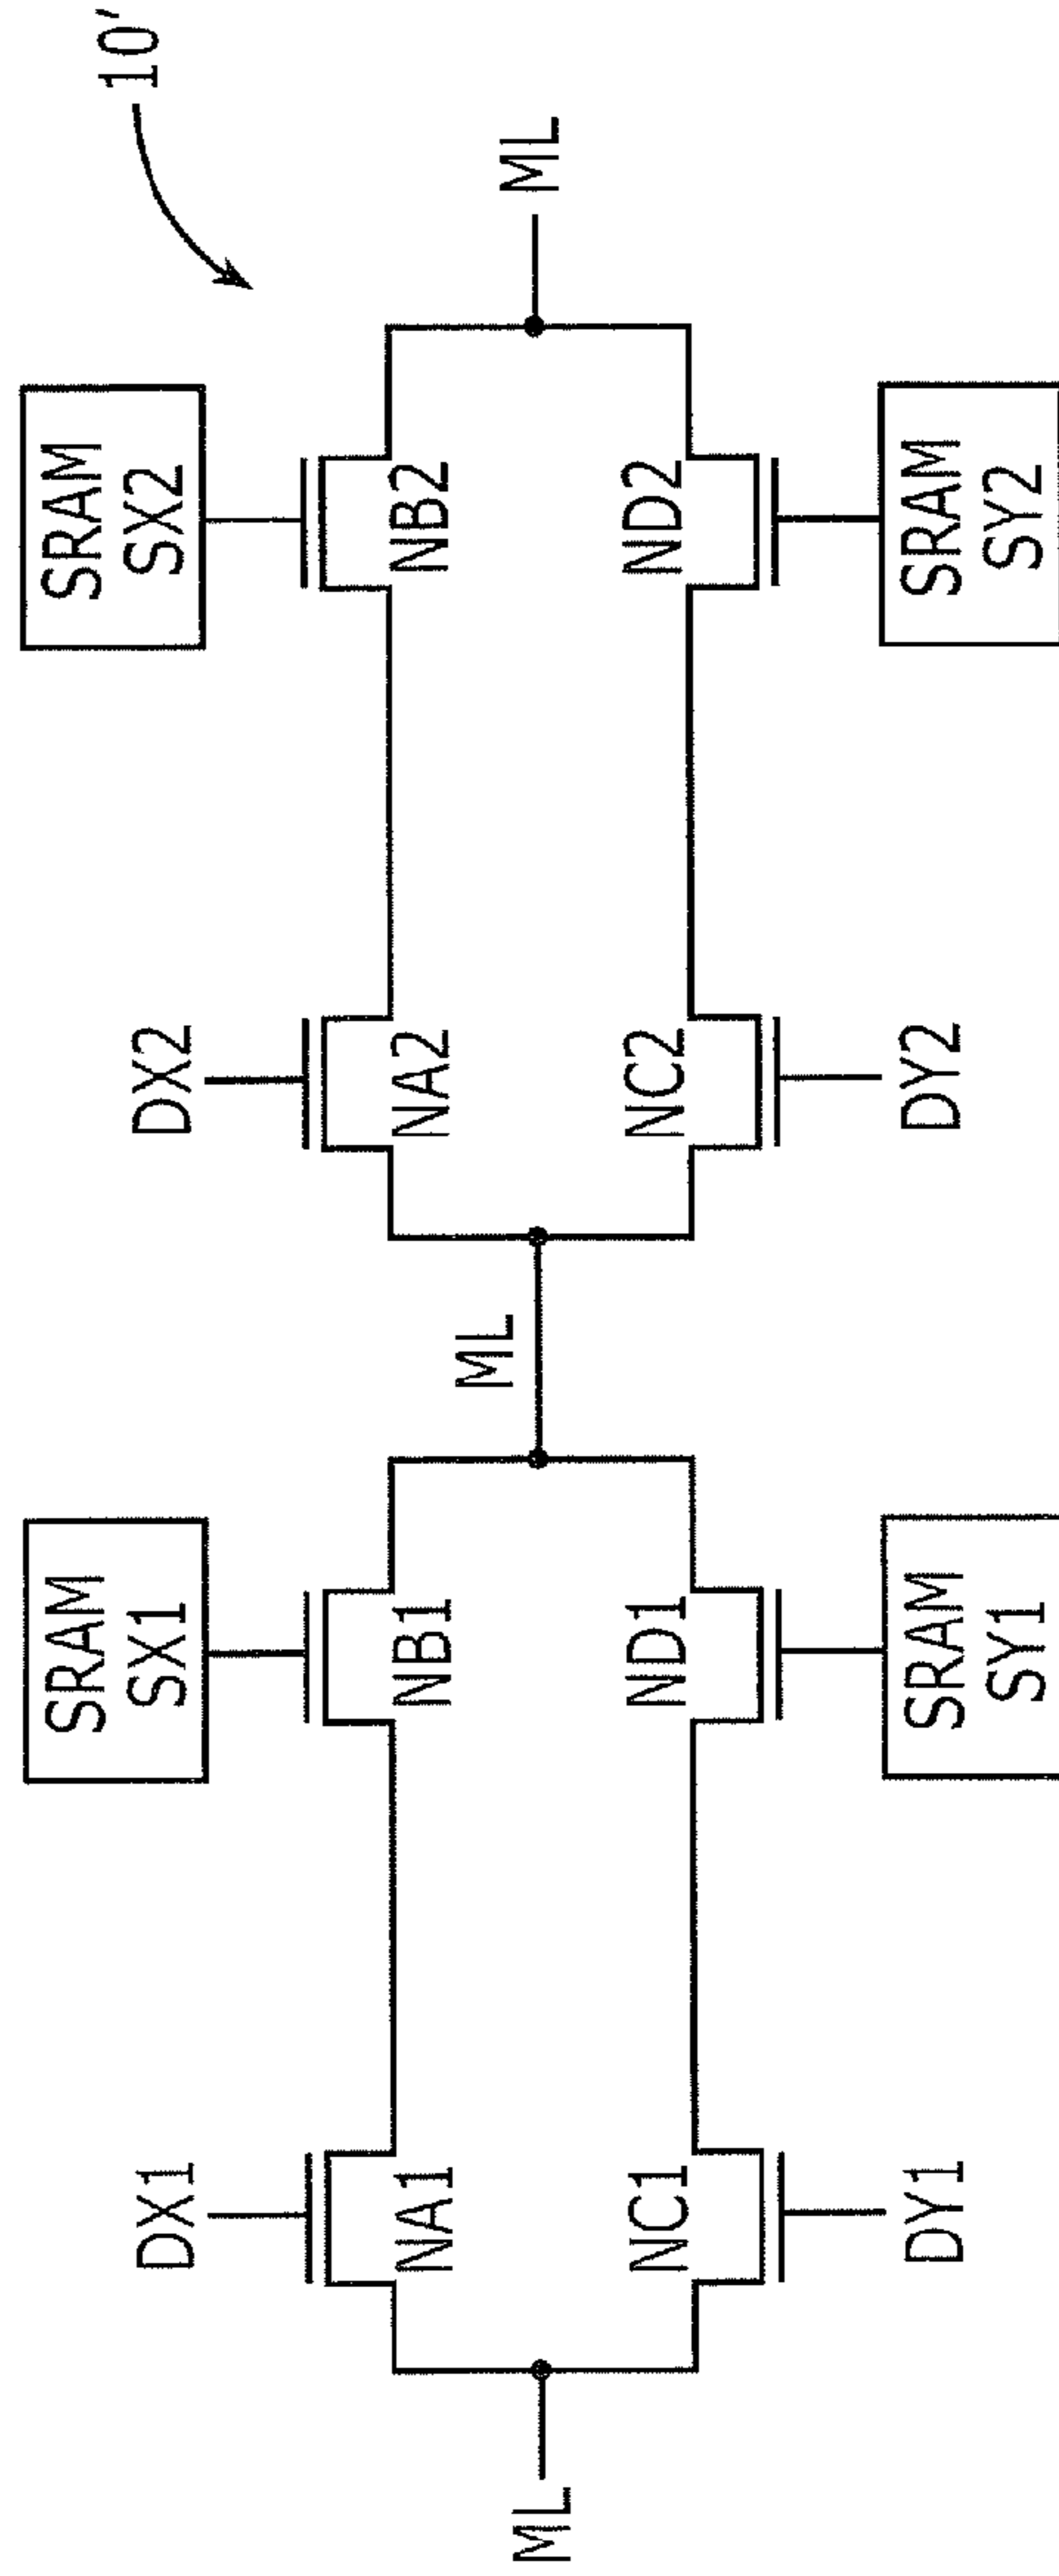 10'
DX1
SRAM
SX1
DX2
SRAM
SX2
NA1
NB1
NA2
NB2
ML
ML
ML
NC1
ND1
NC2
ND2
DY1
SRAM
SY1
DY2
SRAM
SY2